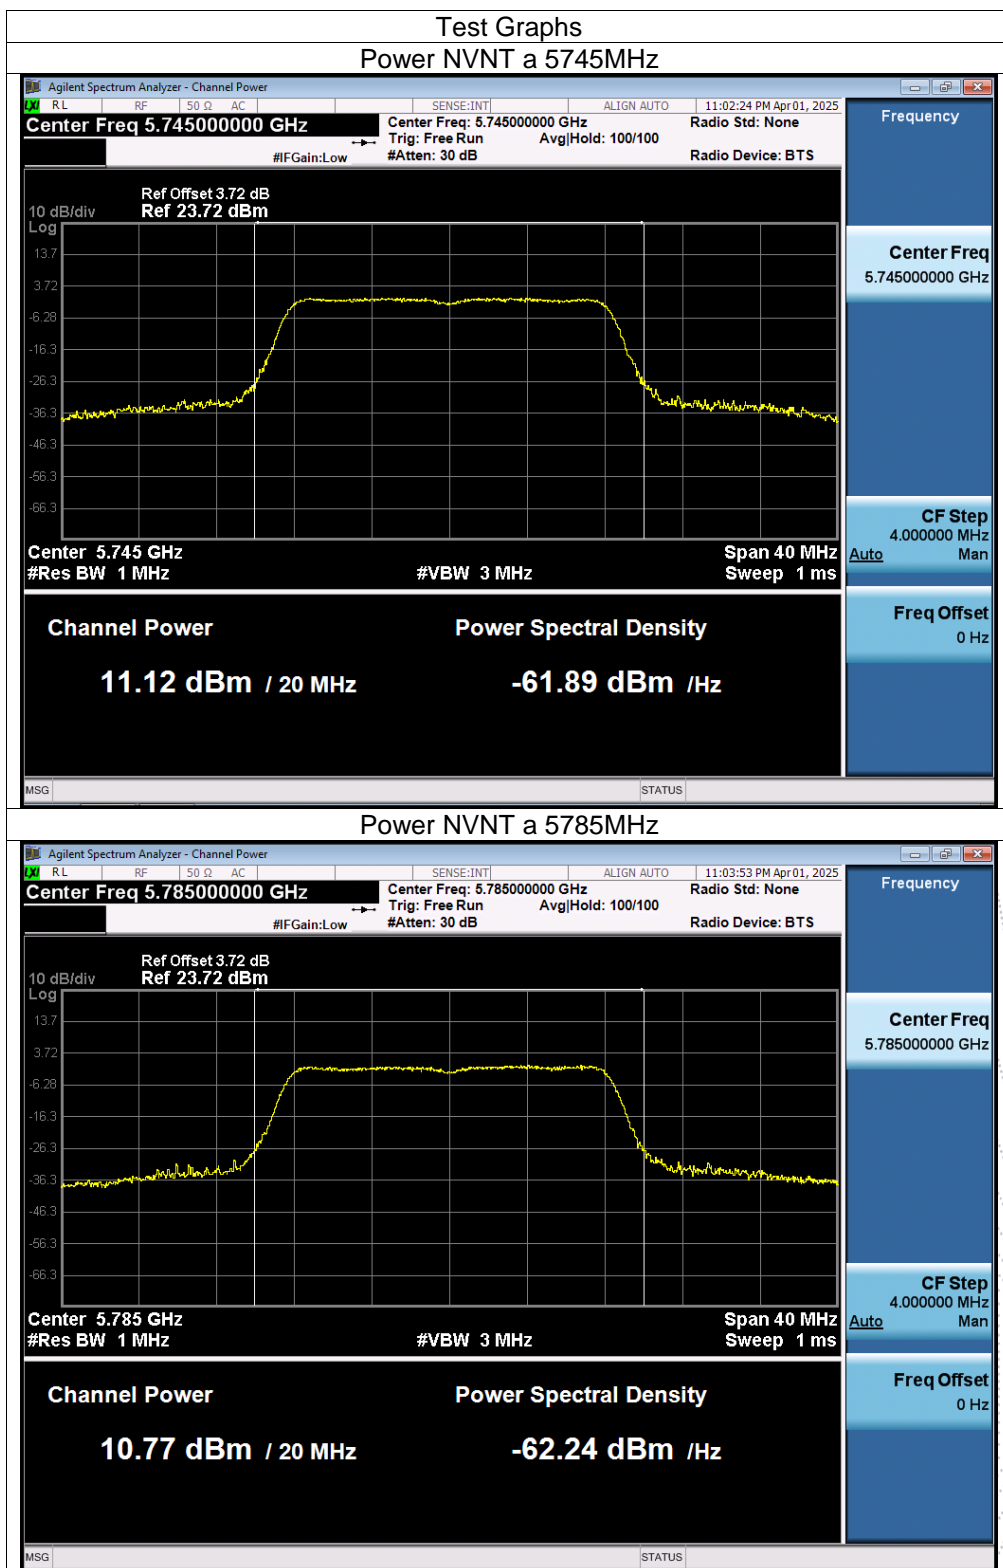 Test Graphs
Power NVNT a 5745MHz
Agilent Spectrum Analyzer - Channel Power
LXI RL RF 50 Ω AC SENSE:INT ALIGN AUTO 11:02:24 PM Apr 01, 2025
Frequency
Center Freq 5.745000000 GHz
Center Freq: 5.745000000 GHz
Radio Std: None
Trig: Free Run Avg|Hold: 100/100
#IFGain:Low
#Atten: 30 dB
Radio Device: BTS
Ref Offset 3.72 dB
10 dB/div Ref 23.72 dBm
Log
13.7
3.72
-6.28
-16.3
-26.3
-36.3
-46.3
-56.3
-66.3
Center 5.745 GHz Span 40 MHz
#Res BW 1 MHz #VBW 3 MHz Sweep 1 ms
Center Freq
5.745000000 GHz
CF Step
4.000000 MHz
Auto Man
Freq Offset
0 Hz
Channel Power Power Spectral Density
11.12 dBm / 20 MHz -61.89 dBm /Hz
MSG STATUS
Power NVNT a 5785MHz
Agilent Spectrum Analyzer - Channel Power
LXI RL RF 50 Ω AC SENSE:INT ALIGN AUTO 11:03:53 PM Apr 01, 2025
Frequency
Center Freq 5.785000000 GHz
Center Freq: 5.785000000 GHz
Radio Std: None
Trig: Free Run Avg|Hold: 100/100
#IFGain:Low
#Atten: 30 dB
Radio Device: BTS
Ref Offset 3.72 dB
10 dB/div Ref 23.72 dBm
Log
13.7
3.72
-6.28
-16.3
-26.3
-36.3
-46.3
-56.3
-66.3
Center 5.785 GHz Span 40 MHz
#Res BW 1 MHz #VBW 3 MHz Sweep 1 ms
Center Freq
5.785000000 GHz
CF Step
4.000000 MHz
Auto Man
Freq Offset
0 Hz
Channel Power Power Spectral Density
10.77 dBm / 20 MHz -62.24 dBm /Hz
MSG STATUS